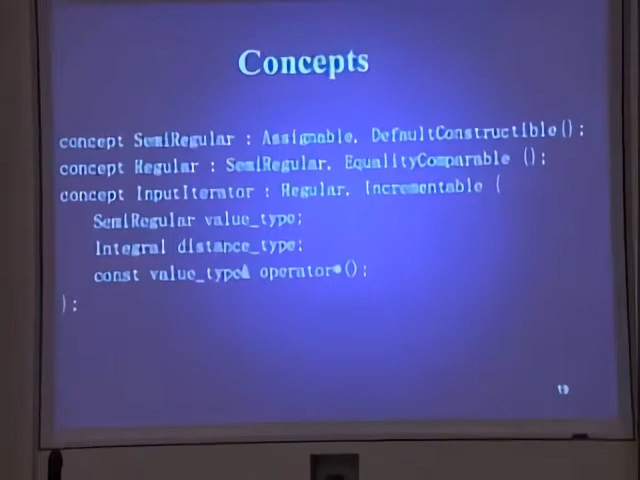 Concepts
concept SemiRegular : Assignable, DefaultConstructible{};
concept Regular : SemiRegular, EqualityComparable {};
concept InputIterator : Regular, Incrementable {
SemiRegular value_type;
Integral distance_type;
const value_type& operator*();
};
19